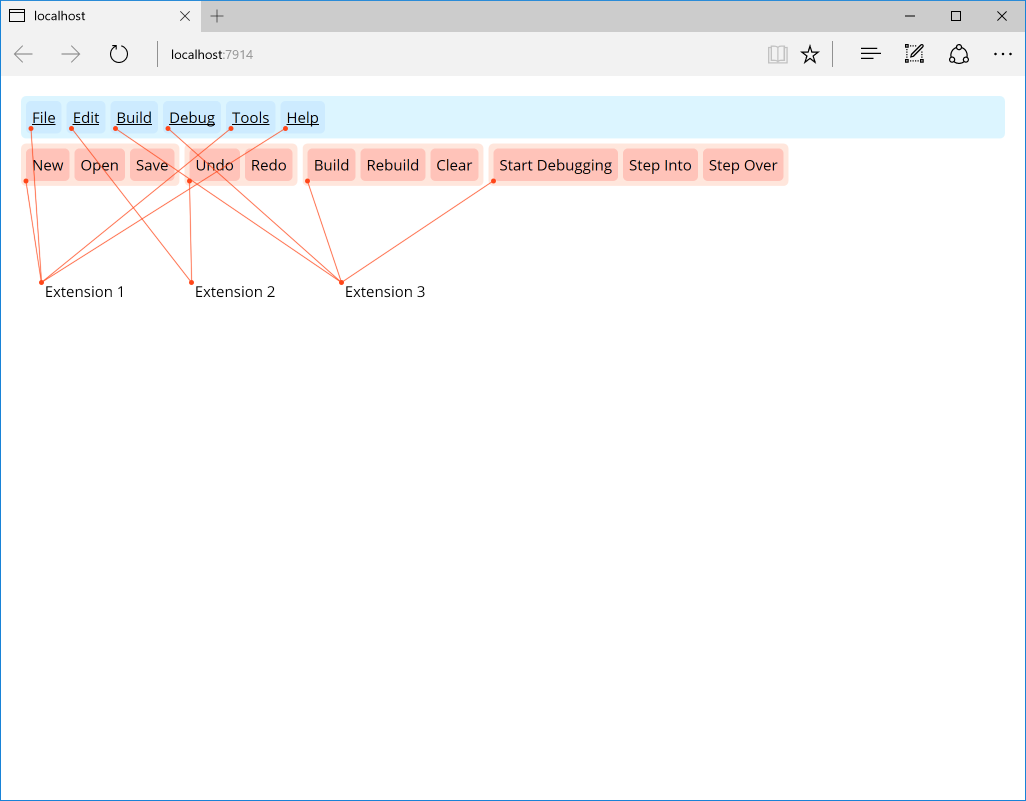 localhost
localhost:7914
File Edit Build Debug Tools Help
New Open Save Undo Redo Build Rebuild Clear Start Debugging Step Into Step Over
Extension 1 Extension 2 Extension 3